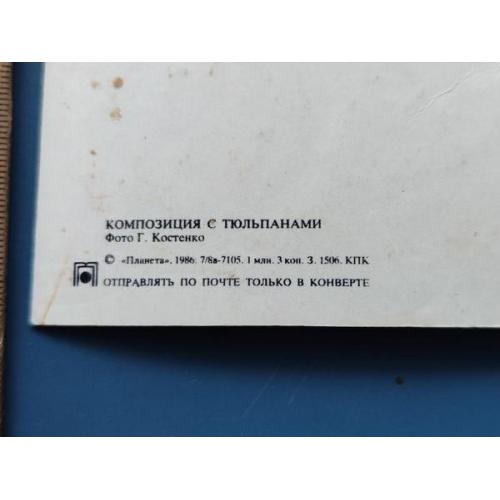 КОМПОЗИЦИЯ С ТЮЛЬПАНАМИ
Фото Г. Костенко
© «Планета», 1986. 7/8в-7105. 1 млн. 3 коп. З. 1506. КПК
ОТПРАВЛЯТЬ ПО ПОЧТЕ ТОЛЬКО В КОНВЕРТЕ